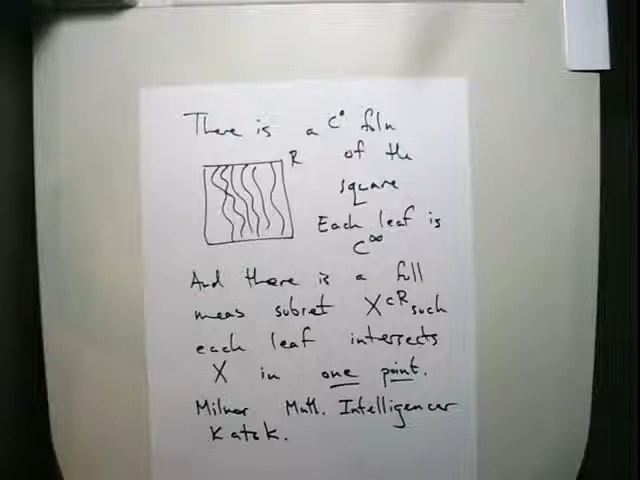 There is a C° foln
R of the
square
Each leaf is
C∞
And there is a full
meas subset X⊂R such
each leaf intersects
X in one point.
Milnor Math. Intelligencer
Katok.